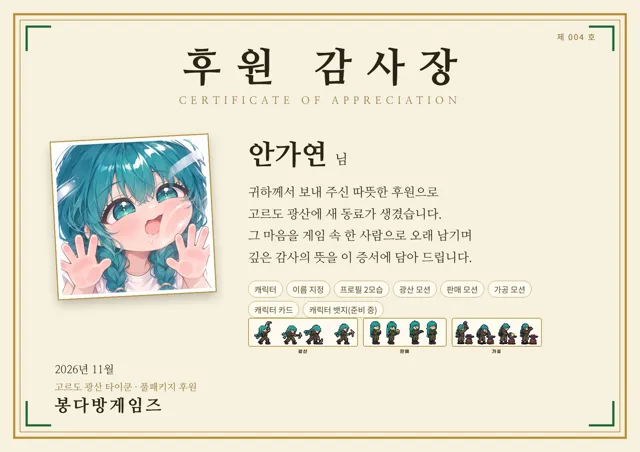 제 004 호
후원 감사장
CERTIFICATE OF APPRECIATION
안가연 님
귀하께서 보내 주신 따뜻한 후원으로
고르도 광산에 새 동료가 생겼습니다.
그 마음을 게임 속 한 사람으로 오래 남기며
깊은 감사의 뜻을 이 증서에 담아 드립니다.
캐릭터 이름 지정 프로필 2모습 광산 모션 판매 모션 가공 모션
캐릭터 카드 캐릭터 뱃지(준비 중)
광산 판매 가공
2026년 11월
고르도 광산 타이쿤 · 풀패키지 후원
봉다방게임즈